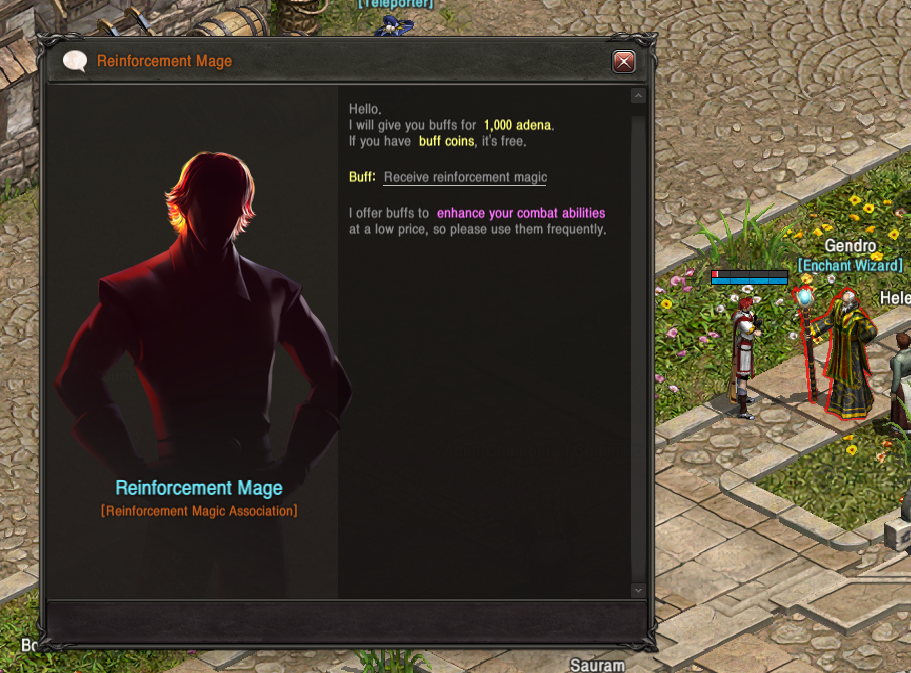 [Teleporter]
Reinforcement Mage
Hello,
I will give you buffs for 1,000 adena.
If you have buff coins, it's free.
Buff: Receive reinforcement magic
I offer buffs to enhance your combat abilities
at a low price, so please use them frequently.
Gendro
[Enchant Wizard]
Reinforcement Mage
[Reinforcement Magic Association]
Sauram